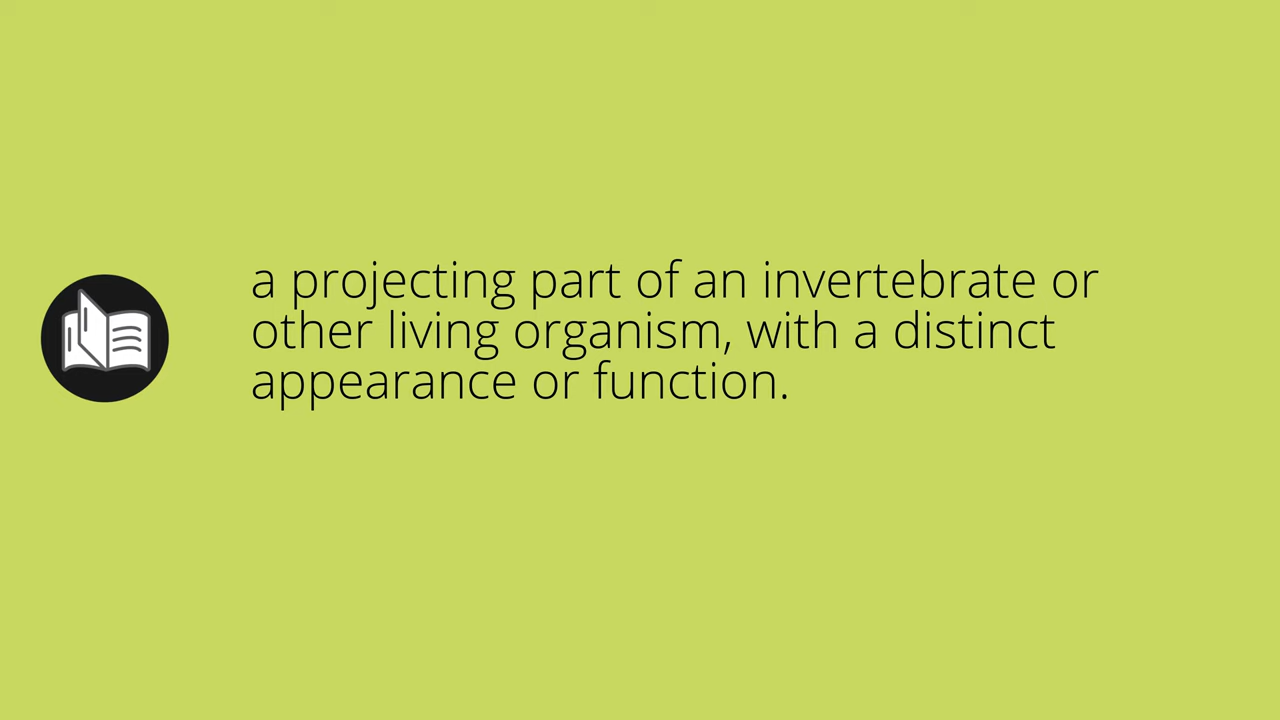 a projecting part of an invertebrate or
other living organism, with a distinct
appearance or function.